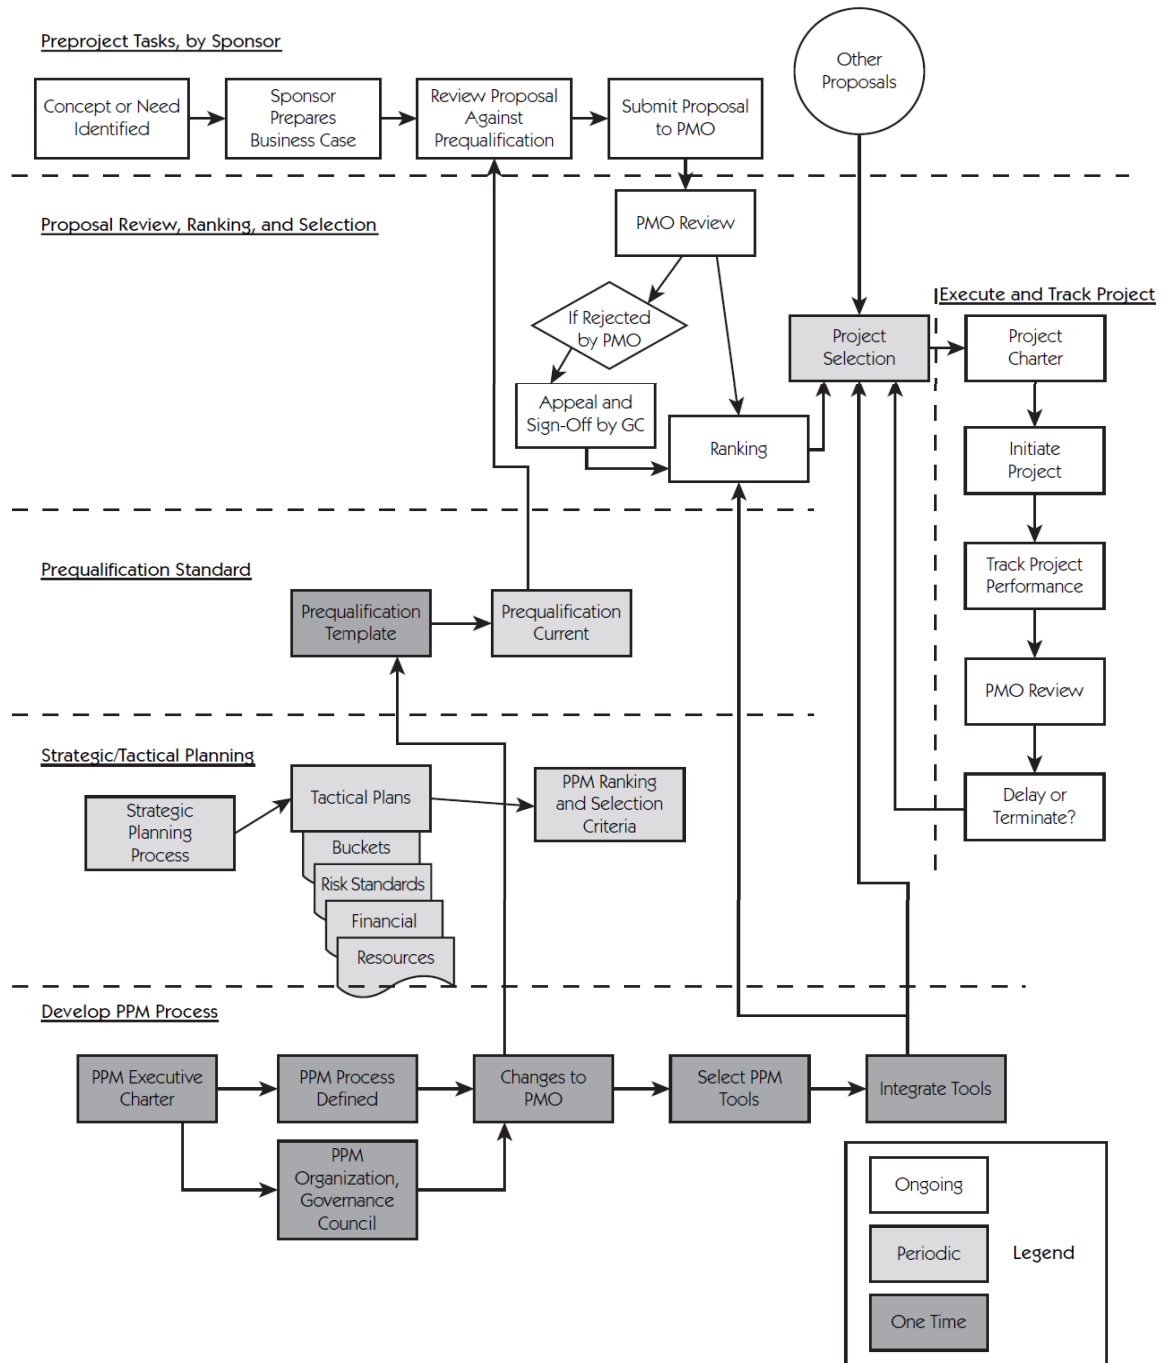 Preproject Tasks, by Sponsor
Concept or Need
Identified
Sponsor
Prepares
Business Case
Review Proposal
Against
Prequalification
Submit Proposal
to PMO
Other
Proposals
Proposal Review, Ranking, and Selection
PMO Review
If Rejected
by PMO
Appeal and
Sign-Off by GC
Ranking
Project
Selection
Execute and Track Project
Project
Charter
Initiate
Project
Track Project
Performance
PMO Review
Delay or
Terminate?
Prequalification Standard
Prequalification
Template
Prequalification
Current
Strategic/Tactical Planning
Strategic
Planning
Process
Tactical Plans
Buckets
Risk Standards
Financial
Resources
PPM Ranking
and Selection
Criteria
Develop PPM Process
PPM Executive
Charter
PPM Process
Defined
PPM
Organization,
Governance
Council
Changes to
PMO
Select PPM
Tools
Integrate Tools
Ongoing
Periodic
One Time
Legend